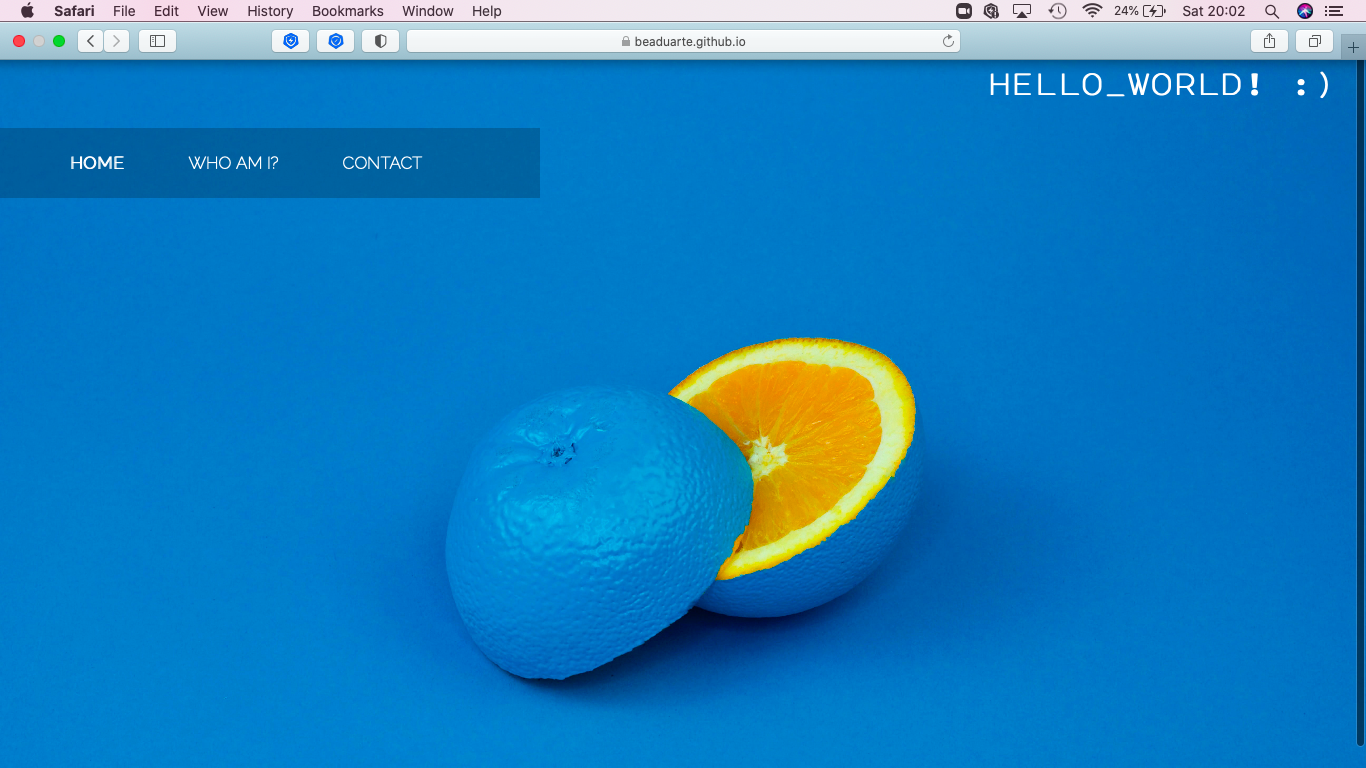 Safari File Edit View History Bookmarks Window Help 24% Sat 20:02
beaduarte.github.io
HELLO_WORLD! :)
HOME WHO AM I? CONTACT